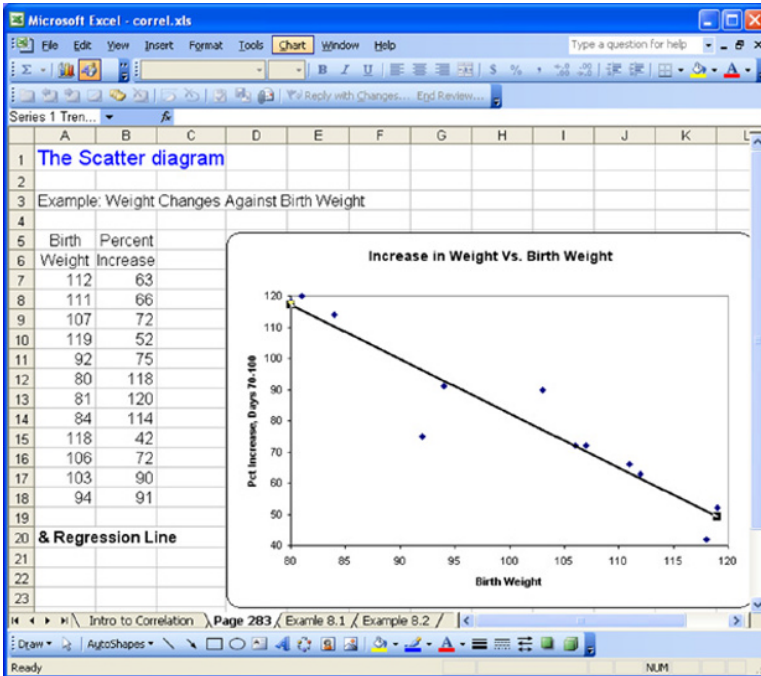 Microsoft Excel - correl.xls
File Edit View Insert Format Tools Chart Window Help Type a question for help
B I U $ % ,
Reply with Changes... End Review...
Series 1 Tren... fx
A B C D E F G H I J K L
1 The Scatter diagram
2
3 Example: Weight Changes Against Birth Weight
4
5 Birth Percent
6 Weight Increase
7 112 63
8 111 66
9 107 72
10 119 52
11 92 75
12 80 118
13 81 120
14 84 114
15 118 42
16 106 72
17 103 90
18 94 91
19
20 & Regression Line
21
22
23
Increase in Weight Vs. Birth Weight
Pct Increase, Days 70-100
120
110
100
90
80
70
60
50
40
80 85 90 95 100 105 110 115 120
Birth Weight
Intro to Correlation Page 283 Examle 8.1 Example 8.2
Draw AutoShapes
Ready NUM